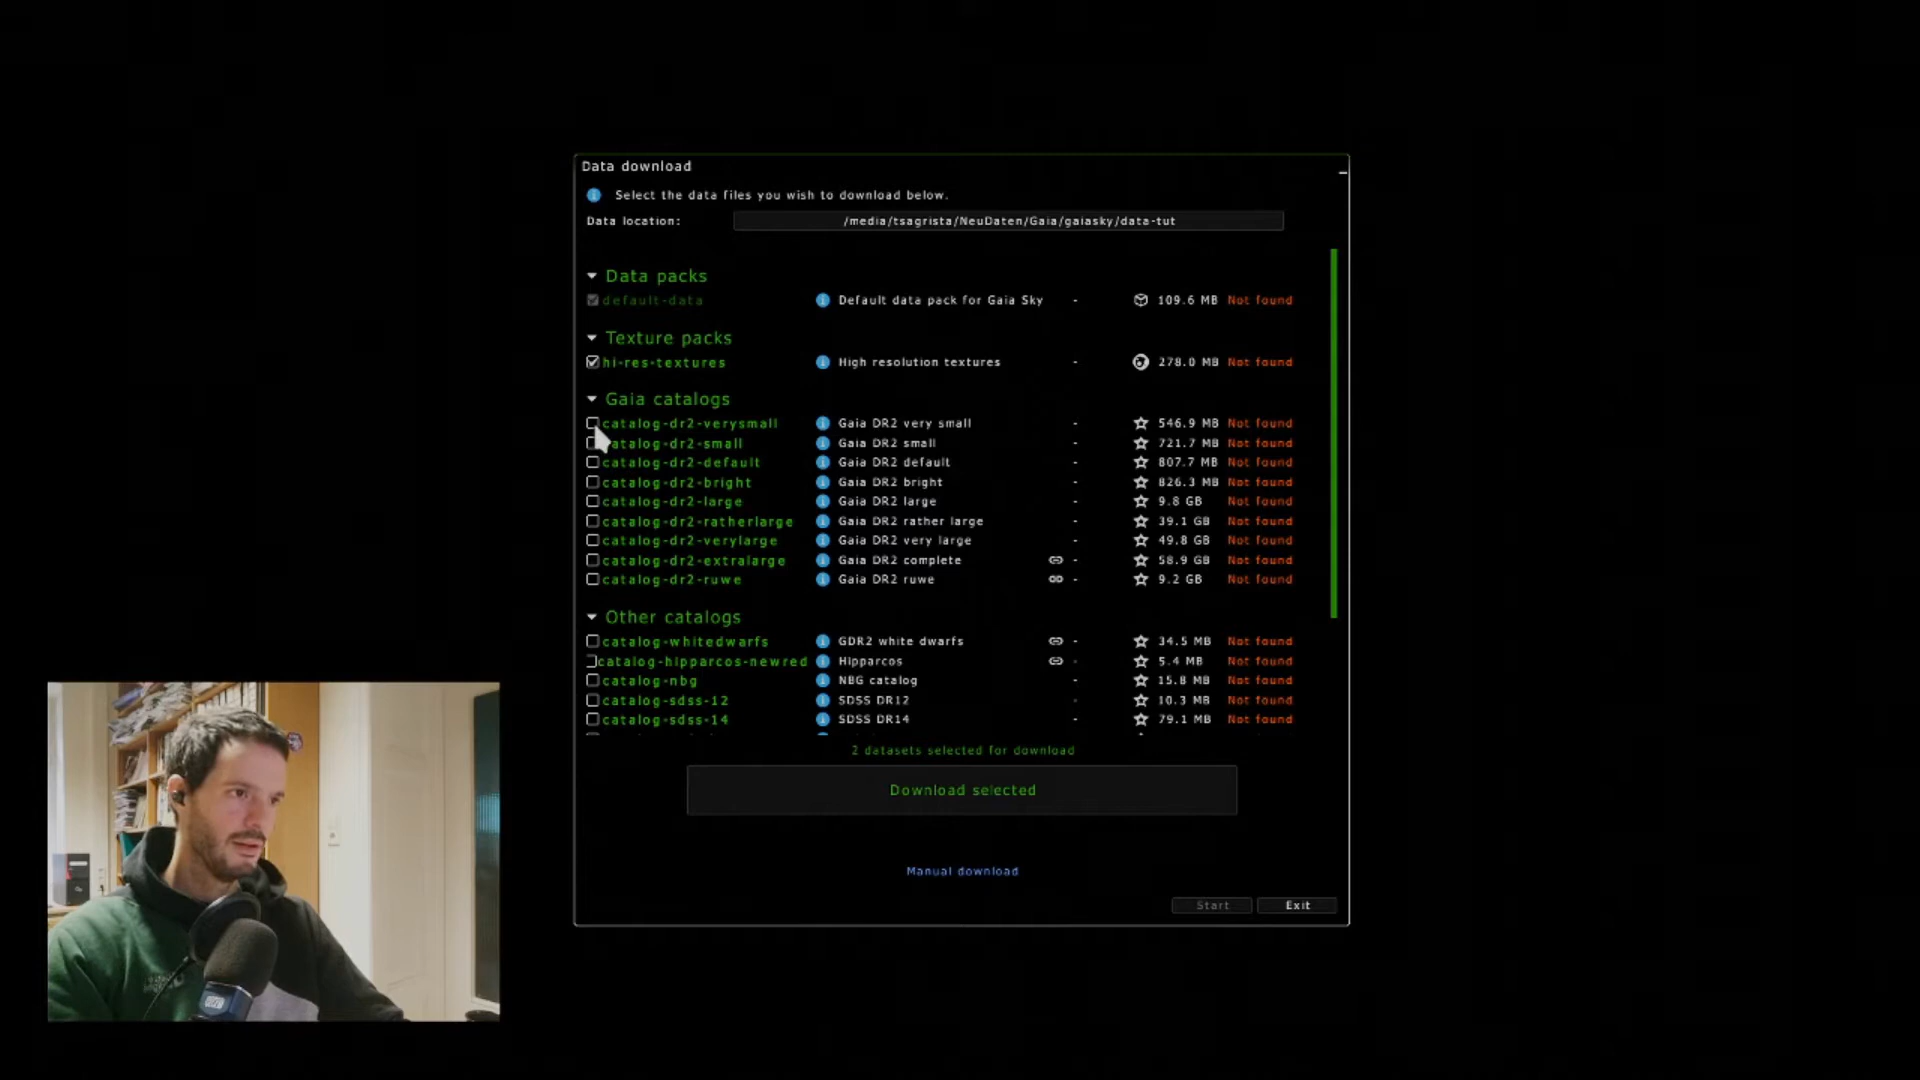 Data download
Select the data files you wish to download below.
Data location: /media/tsagrista/NeuDaten/Gaia/gaiasky/data-tut
Data packs
default-data Default data pack for Gaia Sky - 109.6 MB Not found
Texture packs
hi-res-textures High resolution textures - 278.0 MB Not found
Gaia catalogs
catalog-dr2-verysmall Gaia DR2 very small - 546.9 MB Not found
catalog-dr2-small Gaia DR2 small - 721.7 MB Not found
catalog-dr2-default Gaia DR2 default - 807.7 MB Not found
catalog-dr2-bright Gaia DR2 bright - 826.3 MB Not found
catalog-dr2-large Gaia DR2 large - 9.8 GB Not found
catalog-dr2-ratherlarge Gaia DR2 rather large - 39.1 GB Not found
catalog-dr2-verylarge Gaia DR2 very large - 49.8 GB Not found
catalog-dr2-extralarge Gaia DR2 complete - 58.9 GB Not found
catalog-dr2-ruwe Gaia DR2 ruwe - 9.2 GB Not found
Other catalogs
catalog-whitedwarfs GDR2 white dwarfs - 34.5 MB Not found
catalog-hipparcos-newred Hipparcos - 5.4 MB Not found
catalog-nbg NBG catalog - 15.8 MB Not found
catalog-sdss-12 SDSS DR12 - 10.3 MB Not found
catalog-sdss-14 SDSS DR14 - 79.1 MB Not found
2 datasets selected for download
Download selected
Manual download
Start Exit